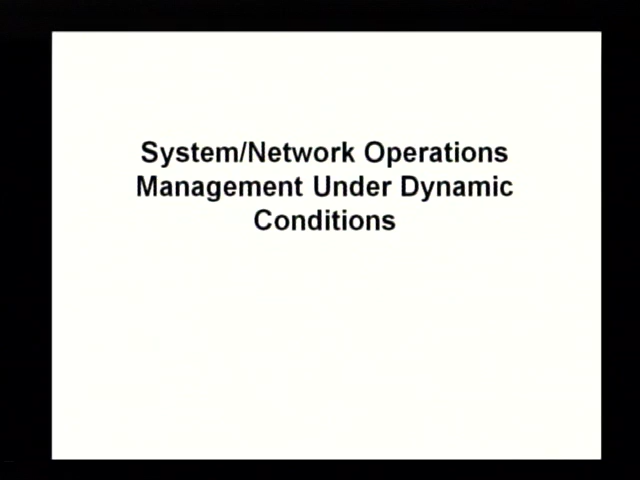 System/Network Operations
Management Under Dynamic
Conditions